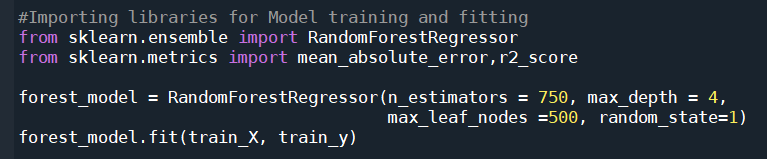 #Importing libraries for Model training and fitting
from sklearn.ensemble import RandomForestRegressor
from sklearn.metrics import mean_absolute_error,r2_score
forest_model = RandomForestRegressor(n_estimators = 750, max_depth = 4,
max_leaf_nodes =500, random_state=1)
forest_model.fit(train_X, train_y)